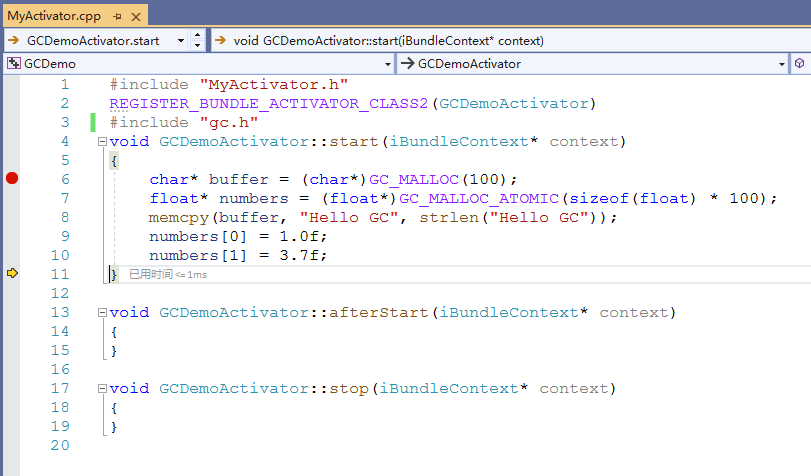 MyActivator.cpp
GCDemoActivator.start
void GCDemoActivator::start(iBundleContext* context)
GCDemo
GCDemoActivator
1 #include "MyActivator.h"
2 REGISTER_BUNDLE_ACTIVATOR_CLASS2(GCDemoActivator)
3 #include "gc.h"
4 void GCDemoActivator::start(iBundleContext* context)
5 {
6 char* buffer = (char*)GC_MALLOC(100);
7 float* numbers = (float*)GC_MALLOC_ATOMIC(sizeof(float) * 100);
8 memcpy(buffer, "Hello GC", strlen("Hello GC"));
9 numbers[0] = 1.0f;
10 numbers[1] = 3.7f;
11 } 已用时间 <= 1ms
12
13 void GCDemoActivator::afterStart(iBundleContext* context)
14 {
15 }
16
17 void GCDemoActivator::stop(iBundleContext* context)
18 {
19 }
20